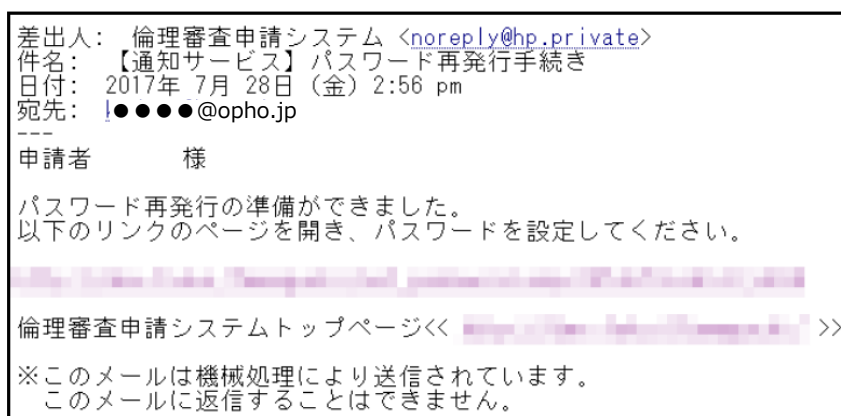 差出人: 倫理審査申請システム <noreply@hp.private>
件名: 【通知サービス】パスワード再発行手続き
日付: 2017年 7月 28日 (金) 2:56 pm
宛先: ●●●●@opho.jp
---
申請者 様
パスワード再発行の準備ができました。
以下のリンクのページを開き、パスワードを設定してください。
倫理審査申請システムトップページ<< >>
※このメールは機械処理により送信されています。
このメールに返信することはできません。